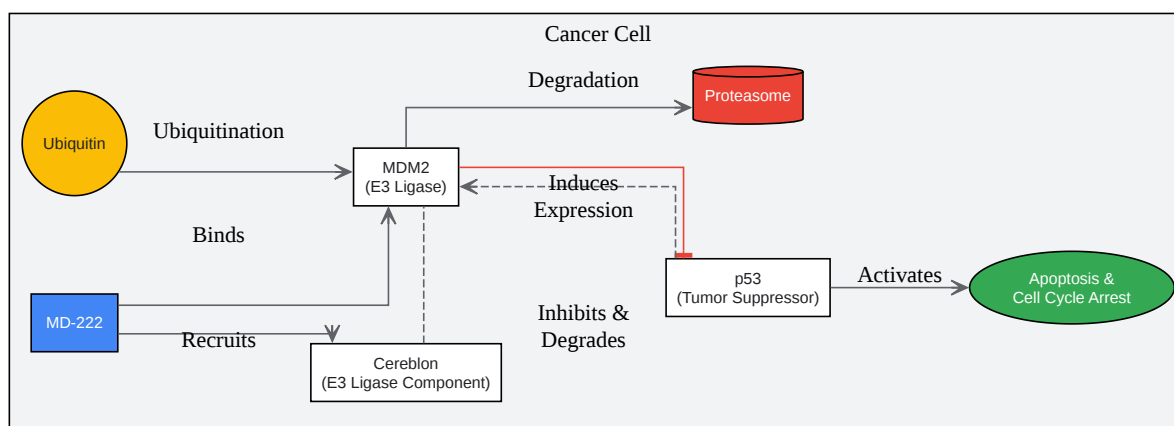 Cancer Cell
Degradation
Proteasome
Ubiquitin
Ubiquitination
MDM2
(E3 Ligase)
Induces
Expression
Binds
p53
(Tumor Suppressor)
Activates
Apoptosis &
Cell Cycle Arrest
MD-222
Recruits
Inhibits &
Degrades
Cereblon
(E3 Ligase Component)